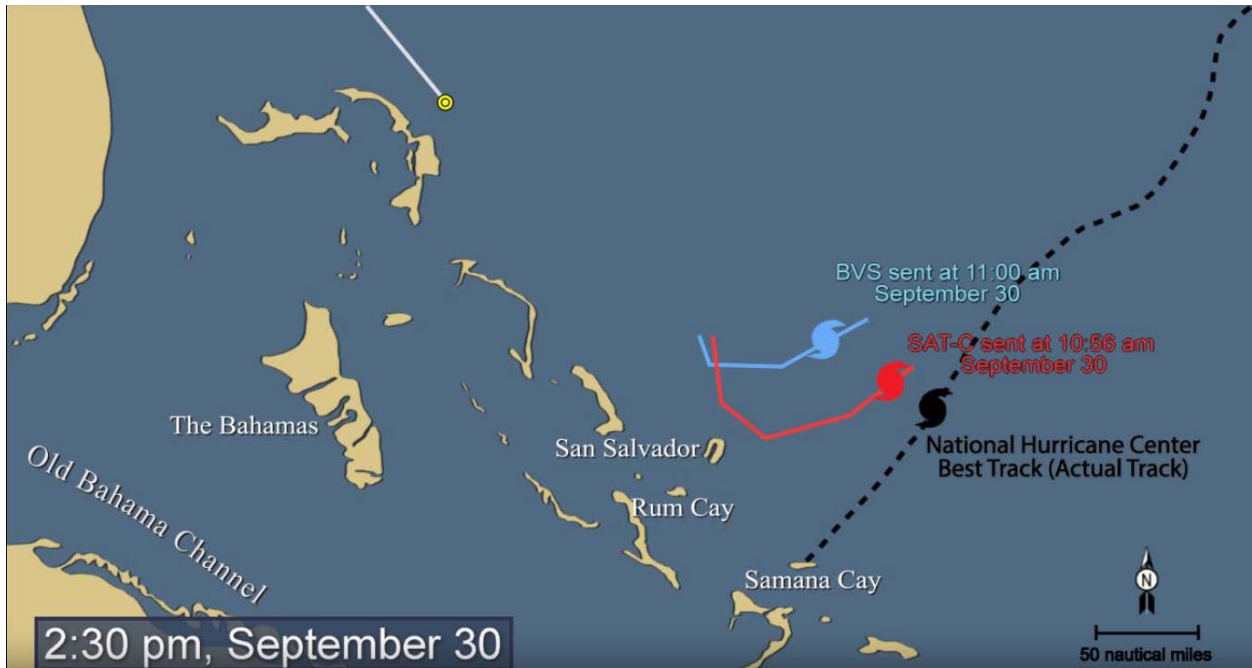 BVS sent at 11:00 am
September 30
SAT-C sent at 10:56 am
September 30
The Bahamas
San Salvador
National Hurricane Center
Best Track (Actual Track)
Old Bahama Channel
Rum Cay
Samana Cay
N
2:30 pm, September 30
50 nautical miles